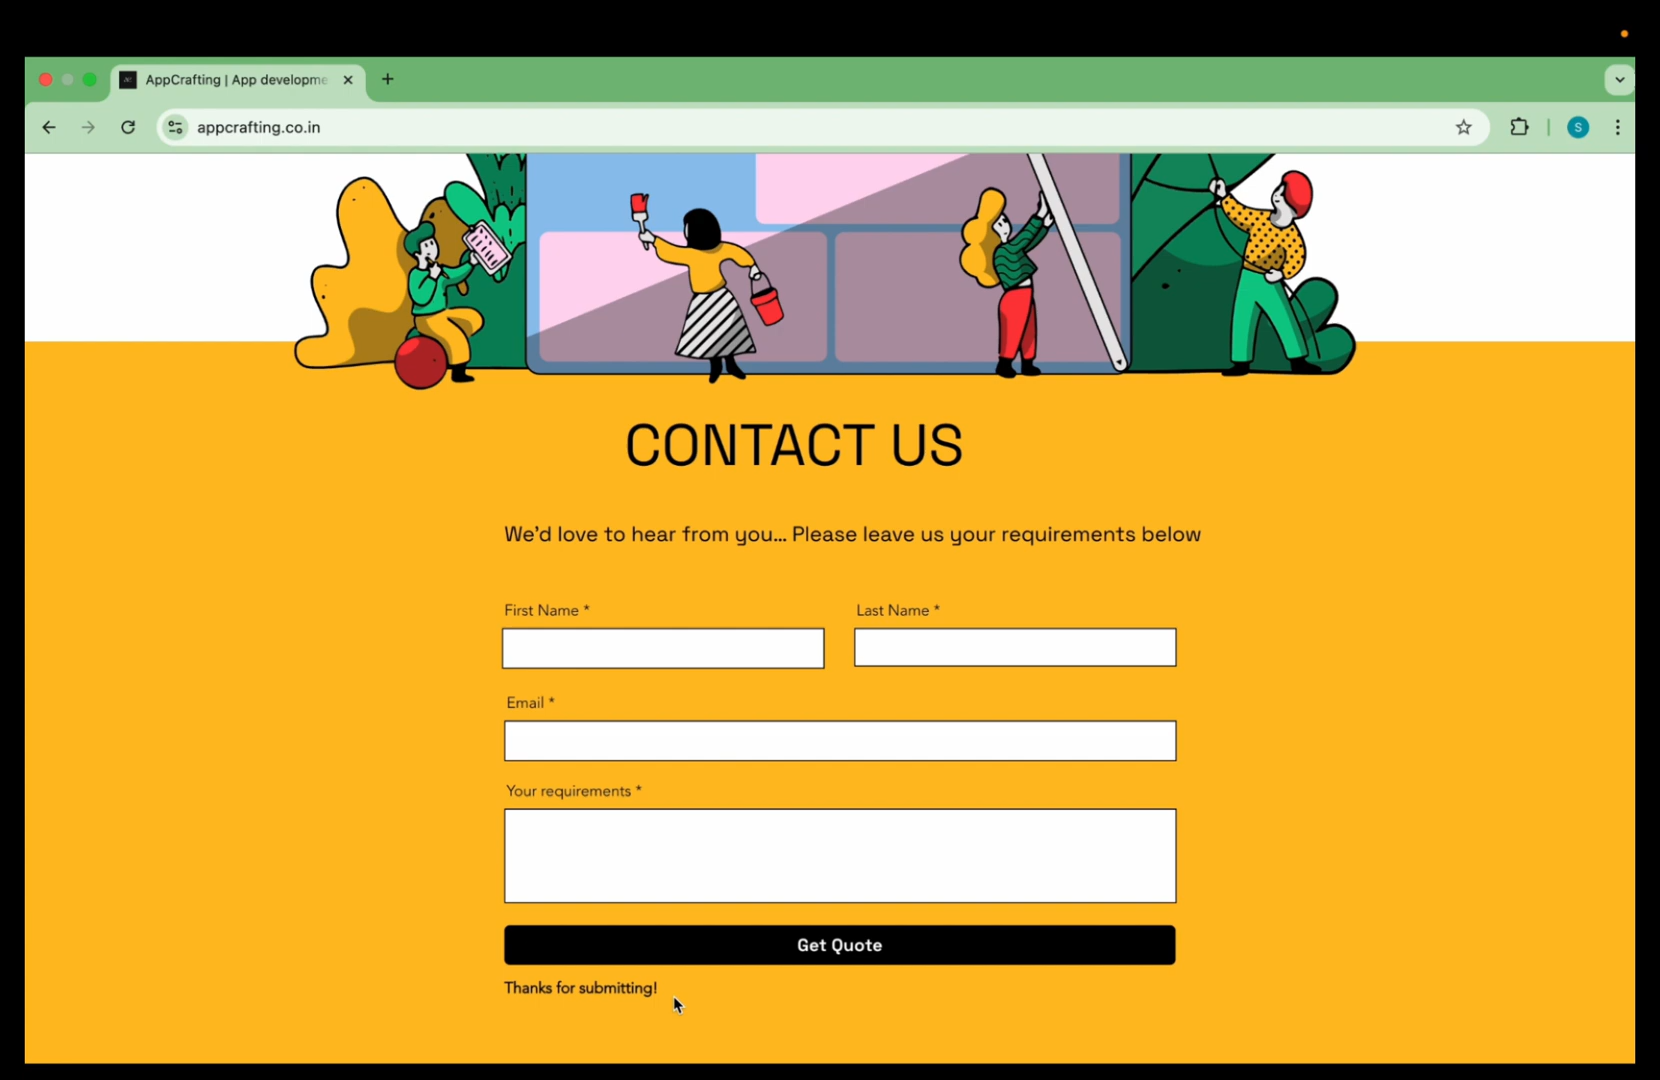 AppCrafting | App developme
appcrafting.co.in
S
CONTACT US
We'd love to hear from you... Please leave us your requirements below
First Name *
Last Name *
Email *
Your requirements *
Get Quote
Thanks for submitting!